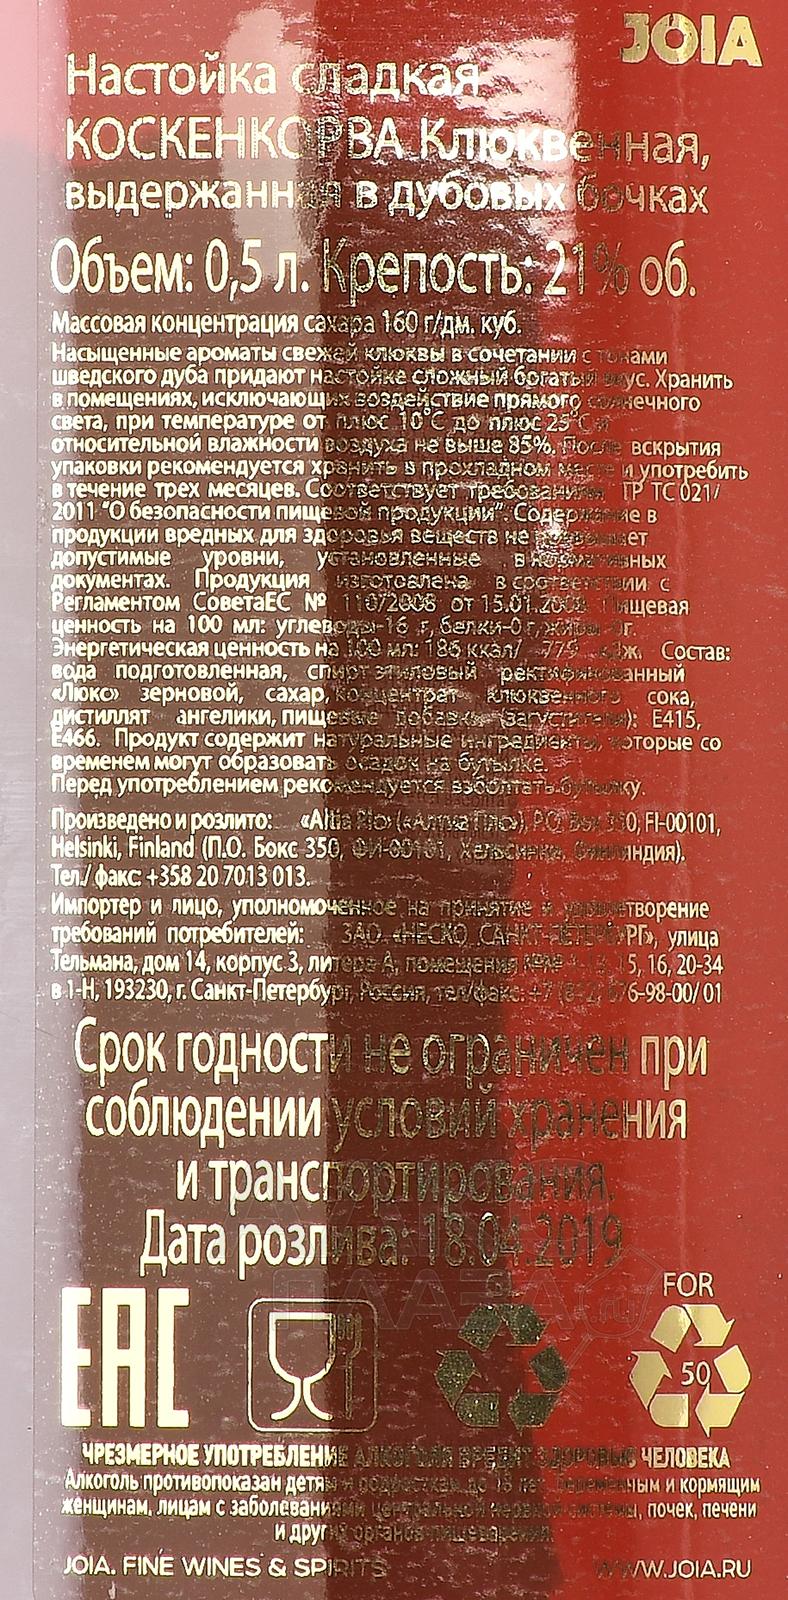 JOIA
Настойка сладкая
КОСКЕНКОРВА Клюквенная,
выдержанная в дубовых бочках
Объем: 0,5 л. Крепость: 21% об.
Массовая концентрация сахара 160 г/дм. куб.
Насыщенные ароматы свежей клюквы в сочетании с тонами
шведского дуба придают настойке сложный богатый вкус. Хранить
в помещениях, исключающих воздействие прямого солнечного
света, при температуре от плюс 10°С до плюс 25°С и
относительной влажности воздуха не выше 85%. После вскрытия
упаковки рекомендуется хранить в прохладном месте и употребить
в течение трех месяцев. Соответствует требованиям ТР ТС 021/
2011 "О безопасности пищевой продукции". Содержание в
продукции вредных для здоровья веществ не превышает
допустимые уровни, установленные в нормативных
документах. Продукция изготовлена в соответствии с
Регламентом СоветаЕС № 110/2008 от 15.01.2008. Пищевая
ценность на 100 мл: углеводы-16 г, белки-0 г, жиры-0г.
Энергетическая ценность на 100 мл: 186 ккал/ 779 кДж. Состав:
вода подготовленная, спирт этиловый ректификованный
«Люкс» зерновой, сахар, концентрат клюквенного сока,
дистиллят ангелики, пищевые добавки (загустители): Е415,
Е466. Продукт содержит натуральные ингредиенты, которые со
временем могут образовать осадок на бутылке.
Перед употреблением рекомендуется взболтать бутылку.
Произведено и розлито: «Altia Plc» («Алтиа Плс»), P.O. Box 350, FI-00101,
Helsinki, Finland (П.О. Бокс 350, ФИ-00101, Хельсинки, Финляндия).
Тел./ факс: +358 20 7013 013.
Импортер и лицо, уполномоченное на принятие и удовлетворение
требований потребителей: ЗАО «НЕСКО САНКТ-ПЕТЕРБУРГ», улица
Тельмана, дом 14, корпус 3, литера А, помещения 15, 16, 20-34
в 1-Н, 193230, г. Санкт-Петербург, Россия, тел/факс: +7 (812) 676-98-00/ 01
Срок годности не ограничен при
соблюдении условий хранения
и транспортирования.
Дата розлива: 18.04.2019
ЕАС
FOR
50
ЧРЕЗМЕРНОЕ УПОТРЕБЛЕНИЕ АЛКОГОЛЯ ВРЕДИТ ЗДОРОВЬЮ ЧЕЛОВЕКА
Алкоголь противопоказан детям и подросткам до 18 лет, беременным и кормящим
женщинам, лицам с заболеваниями центральной нервной системы, почек, печени
и других органов пищеварения.
JOIA. FINE WINES & SPIRITS WWW.JOIA.RU